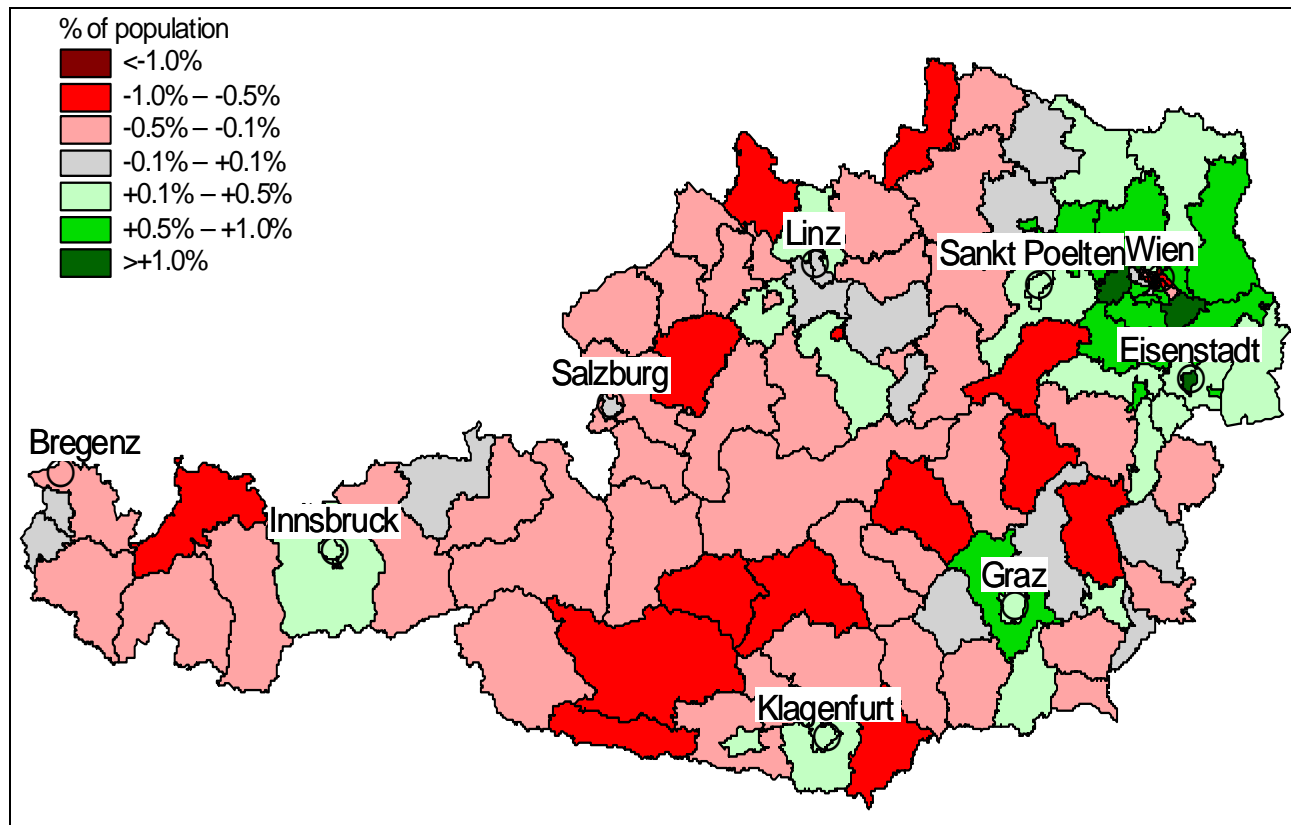 % of population
<-1.0%
-1.0% – -0.5%
-0.5% – -0.1%
-0.1% – +0.1%
+0.1% – +0.5%
+0.5% – +1.0%
>+1.0%
Linz
Sankt Poelten
Wien
Eisenstadt
Salzburg
Bregenz
Innsbruck
Graz
Klagenfurt